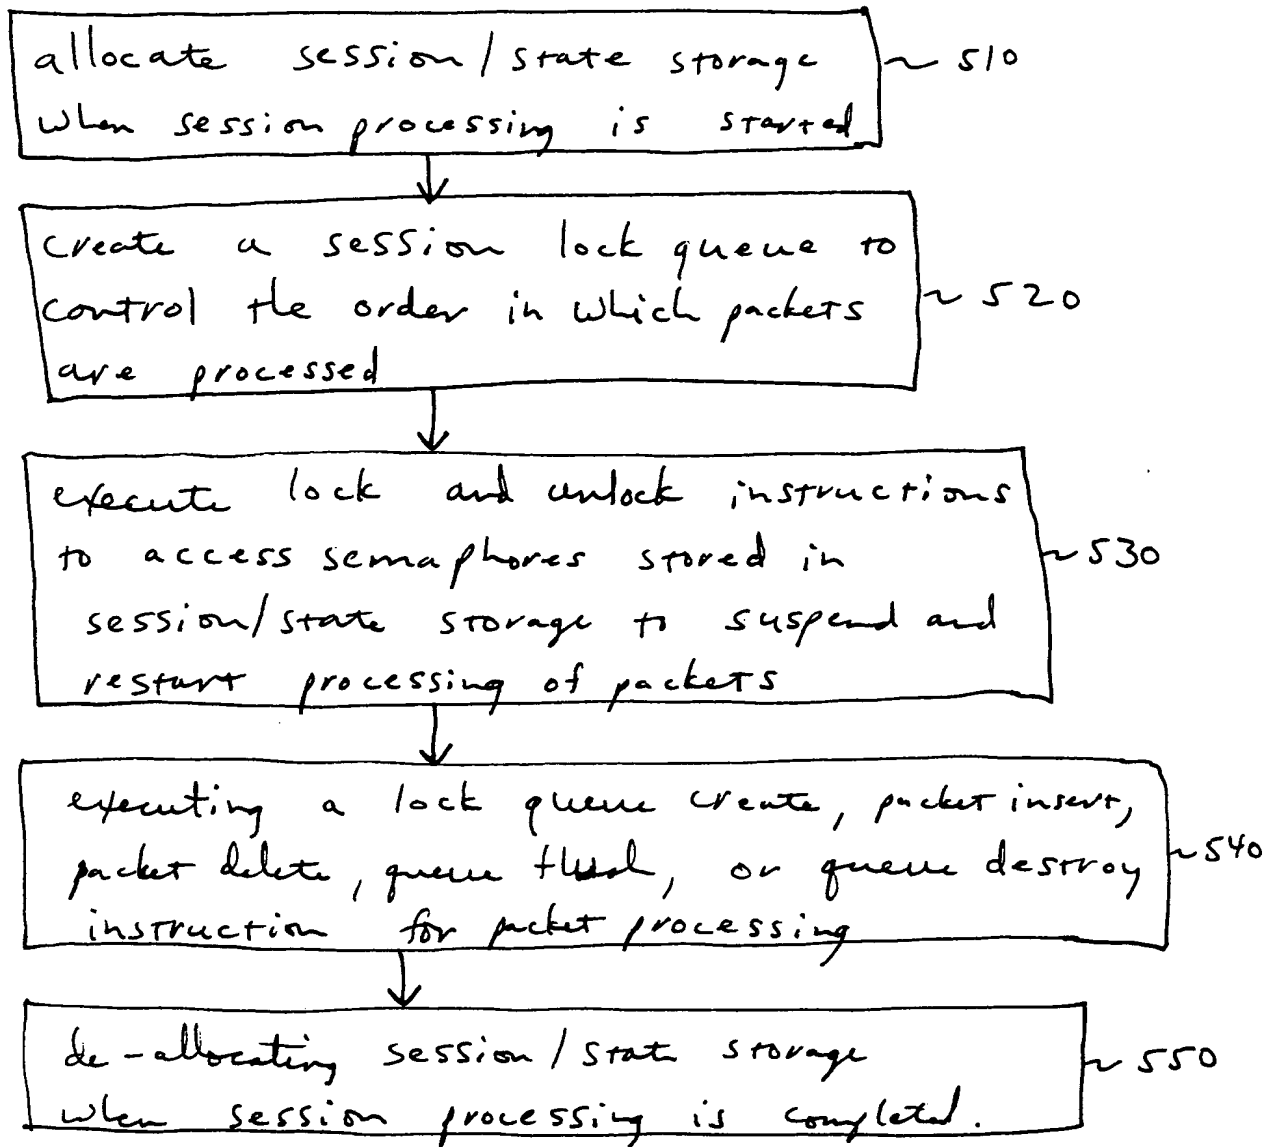 allocate session/state storage ~ 510
when session processing is started
create a session lock queue to
control the order in which packets ~ 520
are processed
execute lock and unlock instructions
to access semaphores stored in ~ 530
session/state storage to suspend and
restart processing of packets
executing a lock queue create, packet insert,
packet delete, queue flush, or queue destroy ~ 540
instruction for packet processing
de-allocating session/state storage ~ 550
when session processing is completed.